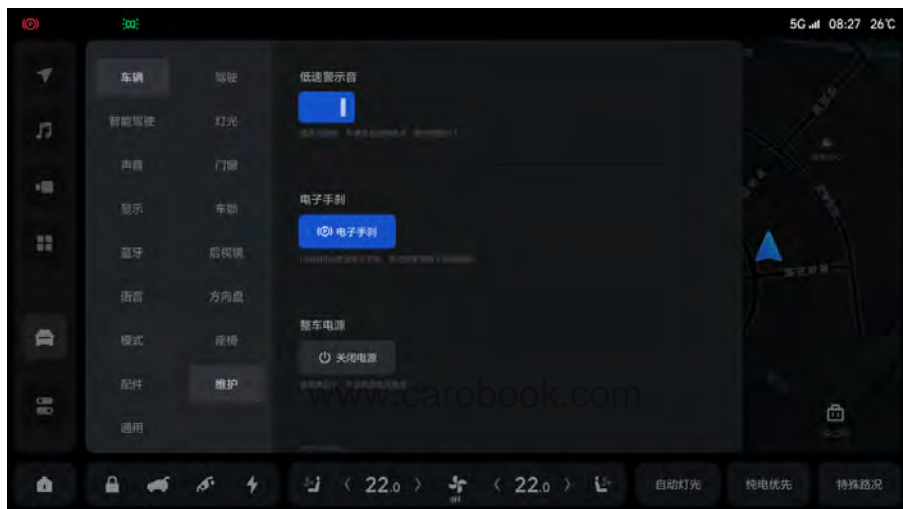 5G 08:27 26℃
车辆 驾驶 低速警示音
智能驾驶 灯光
声音 门窗
显示 车锁 电子手刹
蓝牙 后视镜 电子手刹
语言 方向盘
模式 座椅 整车电源
关闭电源
配件 维护
www.carobook.com
通用
22.0 OFF 22.0 自动灯光 纯电优先 特殊路况